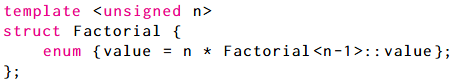 template <unsigned n>
struct Factorial {
    enum {value = n * Factorial<n-1>::value};
};